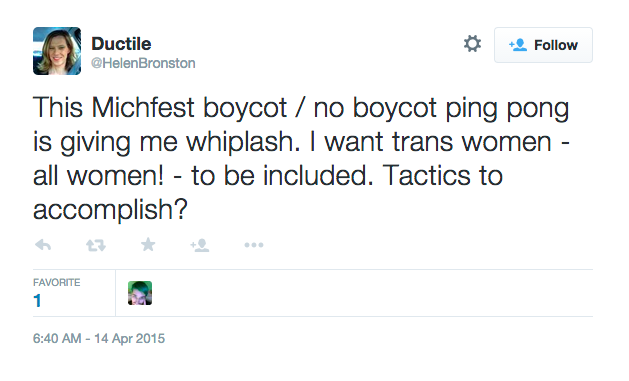 Ductile
@HelenBronston
Follow
This Michfest boycot / no boycot ping pong
is giving me whiplash. I want trans women -
all women! - to be included. Tactics to
accomplish?
FAVORITE
1
6:40 AM - 14 Apr 2015